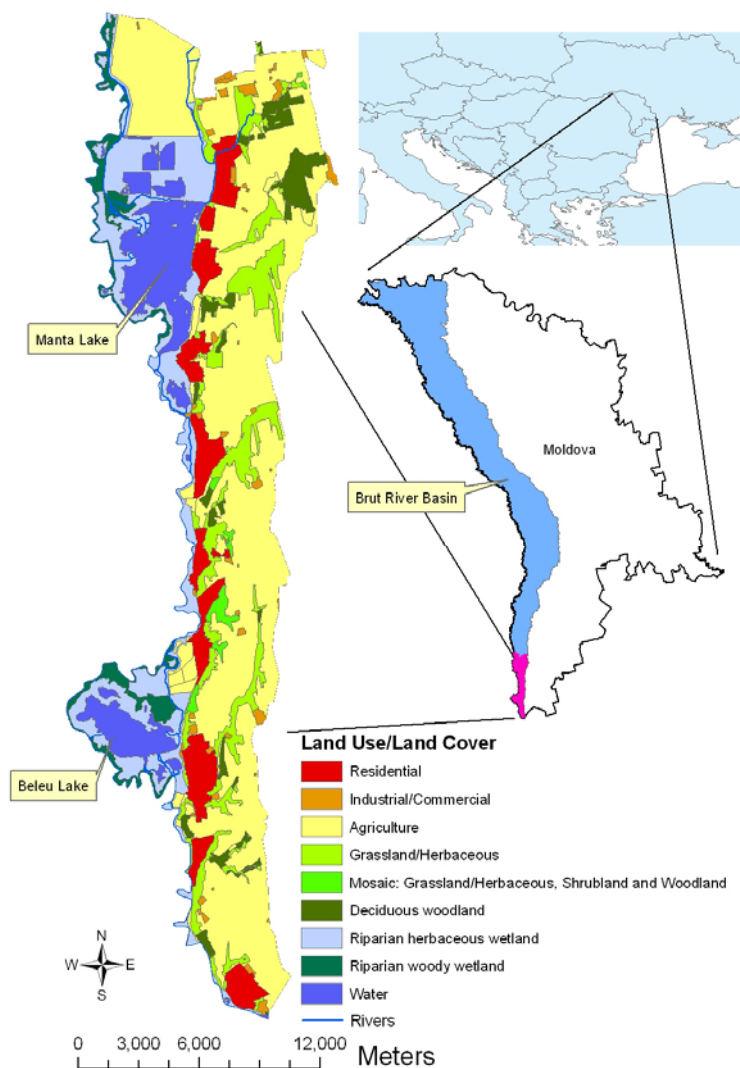 Manta Lake
Moldova
Brut River Basin
Beleu Lake
Land Use/Land Cover
Residential
Industrial/Commercial
Agriculture
Grassland/Herbaceous
Mosaic: Grassland/Herbaceous, Shrubland and Woodland
Deciduous woodland
Riparian herbaceous wetland
Riparian woody wetland
Water
Rivers
N
W E
S
0 3,000 6,000 12,000
Meters